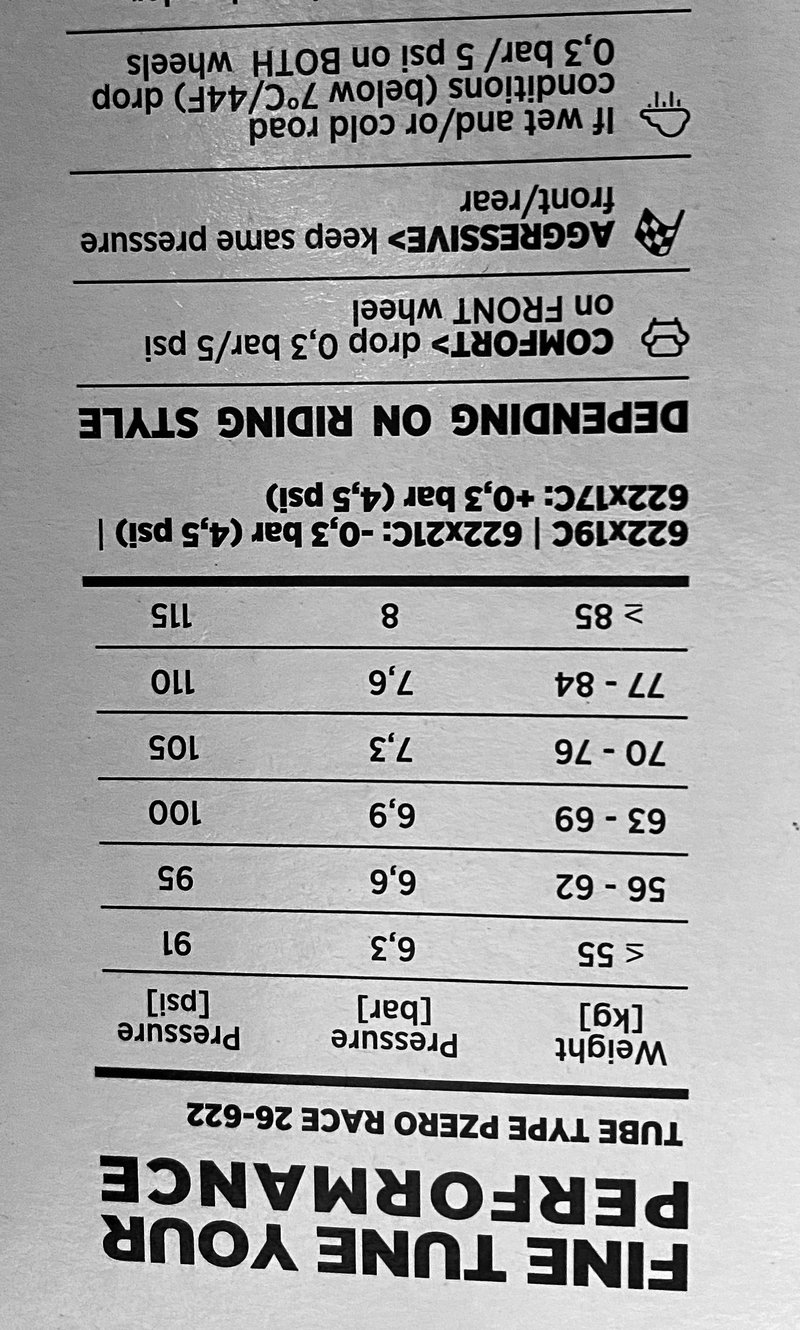 FINE TUNE YOUR
PERFORMANCE
TUBE TYPE PZERO RACE 26-622
Weight [kg] Pressure [bar] Pressure [psi]
≤ 55 6,3 91
56 - 62 6,6 95
63 - 69 6,9 100
70 - 76 7,3 105
77 - 84 7,6 110
≥ 85 8 115
622x19C | 622x21C: -0,3 bar (4,5 psi) |
622x17C: +0,3 bar (4,5 psi)
DEPENDING ON RIDING STYLE
COMFORT> drop 0,3 bar/5 psi
on FRONT wheel
AGGRESSIVE> keep same pressure
front/rear
If wet and/or cold road
conditions (below 7°C/44F) drop
0,3 bar/ 5 psi on BOTH wheels